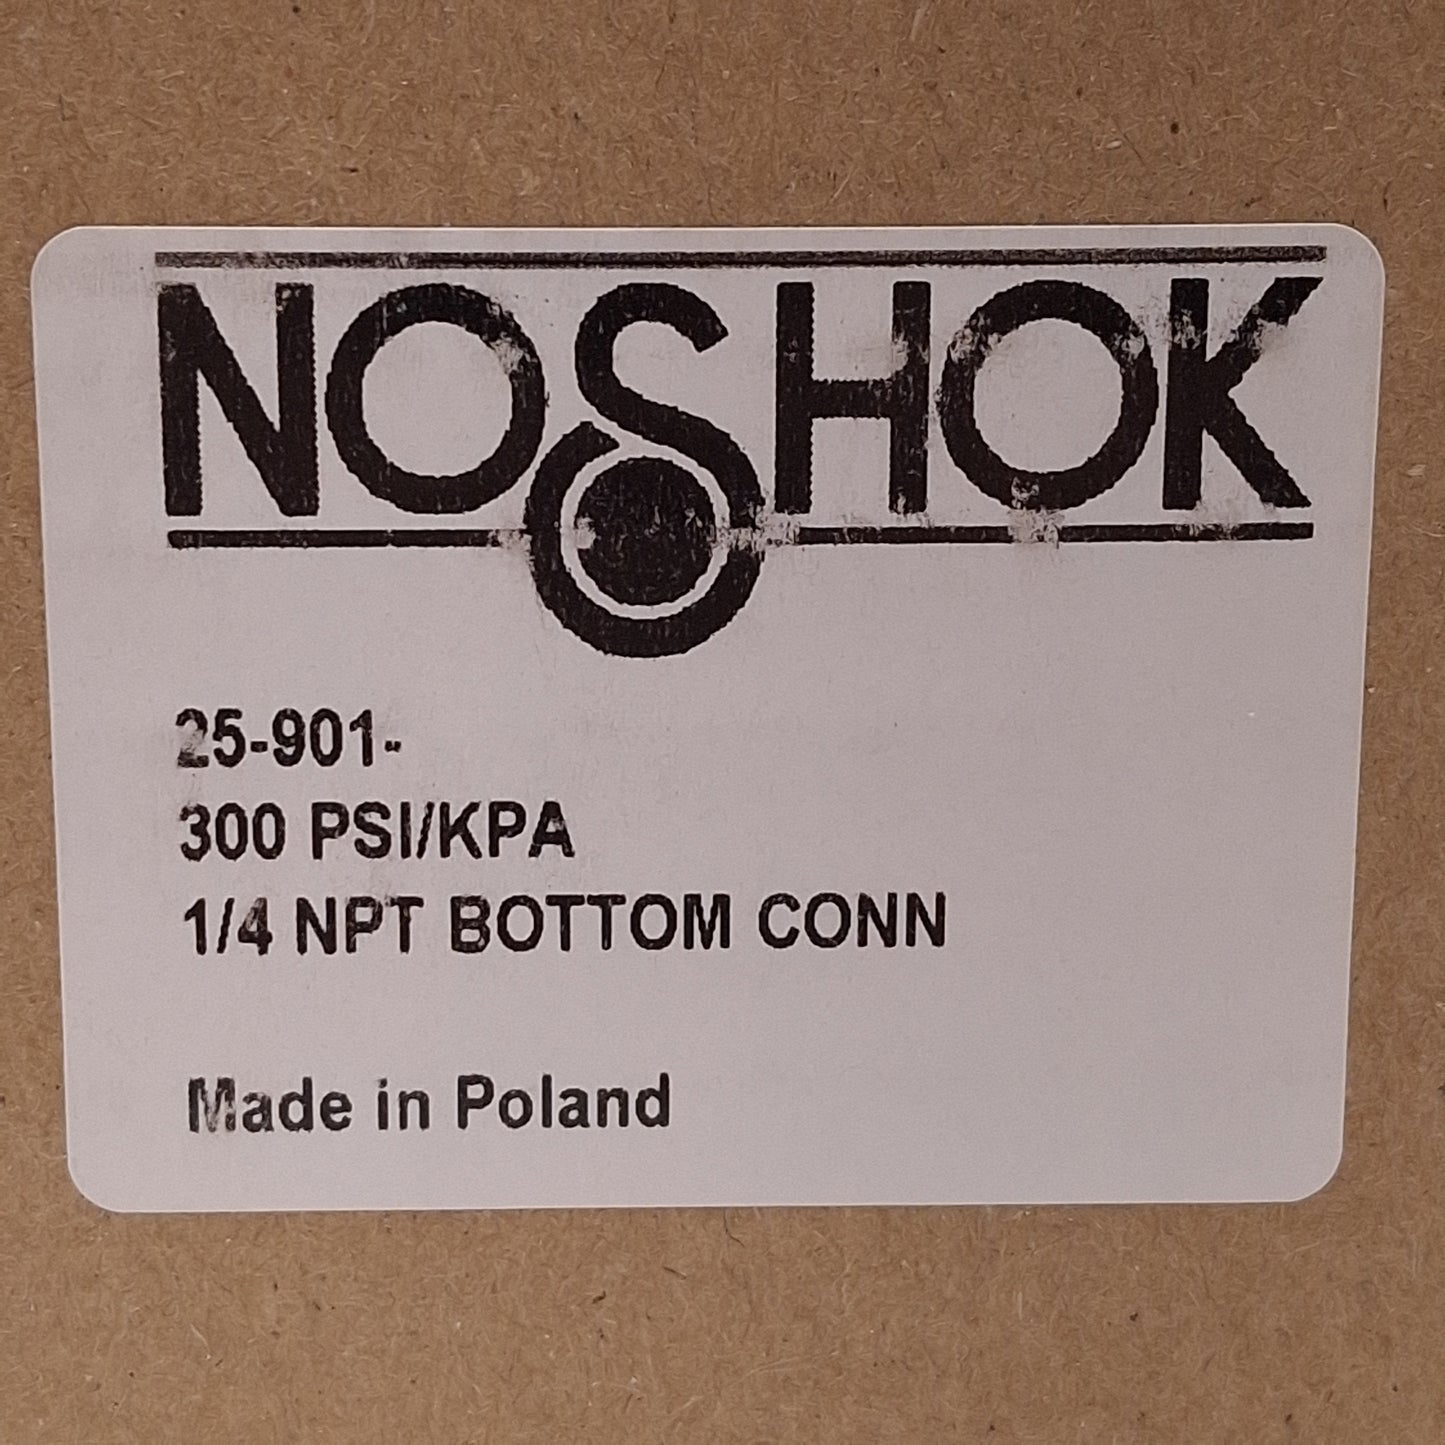 NOSHOK
25-901-
300 PSI/KPA
1/4 NPT BOTTOM CONN
Made in Poland